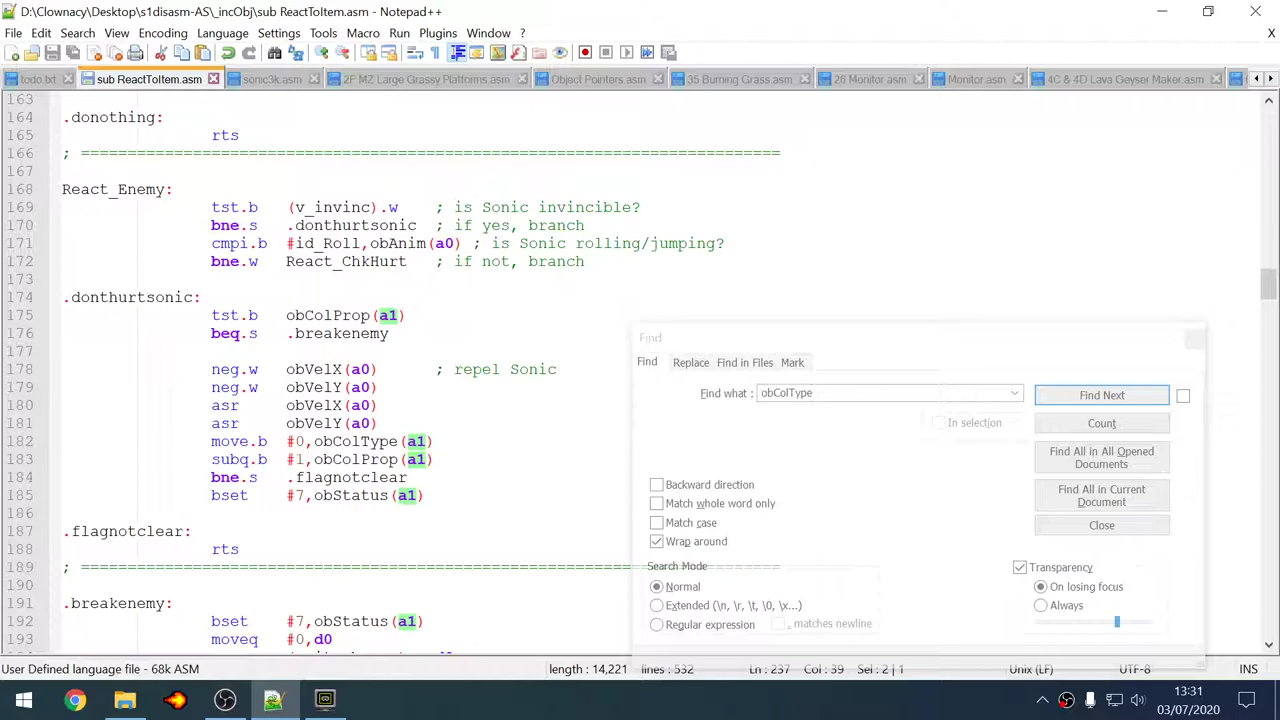 D:\Clownacy\Desktop\s1disasm-AS\_incObj\sub ReactToItem.asm - Notepad++
File Edit Search View Encoding Language Settings Tools Macro Run Plugins Window ? X
todo.txt sub ReactToItem.asm sonic3k.asm 2F MZ Large Grassy Platforms.asm Object Pointers.asm 35 Burning Grass.asm 26 Monitor.asm Monitor.asm 4C & 4D Lava Geyser Maker.asm
163
164 .donothing:
165 rts
166 ; ===========================================================================
167
168 React_Enemy:
169 tst.b (v_invinc).w ; is Sonic invincible?
170 bne.s .donthurtsonic ; if yes, branch
171 cmpi.b #id_Roll,obAnim(a0) ; is Sonic rolling/jumping?
172 bne.w React_ChkHurt ; if not, branch
173
174 .donthurtsonic:
175 tst.b obColProp(a1)
176 beq.s .breakenemy
177
178 neg.w obVelX(a0) ; repel Sonic
179 neg.w obVelY(a0)
180 asr obVelX(a0)
181 asr obVelY(a0)
182 move.b #0,obColType(a1)
183 subq.b #1,obColProp(a1)
184 bne.s .flagnotclear
185 bset #7,obStatus(a1)
186
187 .flagnotclear:
188 rts
189 ; ===========================================================================
190
191 .breakenemy:
192 bset #7,obStatus(a1)
193 moveq #0,d0
Find
Find Replace Find in Files Mark
Find what : obColType Find Next
In selection Count
Find All in All Opened Documents
Find All in Current Document
Close
Backward direction
Match whole word only
Match case
Wrap around
Search Mode
Normal
Extended (\n, \r, \t, \0, \x...)
Regular expression . matches newline
Transparency
On losing focus
Always
User Defined language file - 68k ASM length : 14,221 lines : 532 Ln : 237 Col : 39 Sel : 2 | 1 Unix (LF) UTF-8 INS
13:31
03/07/2020